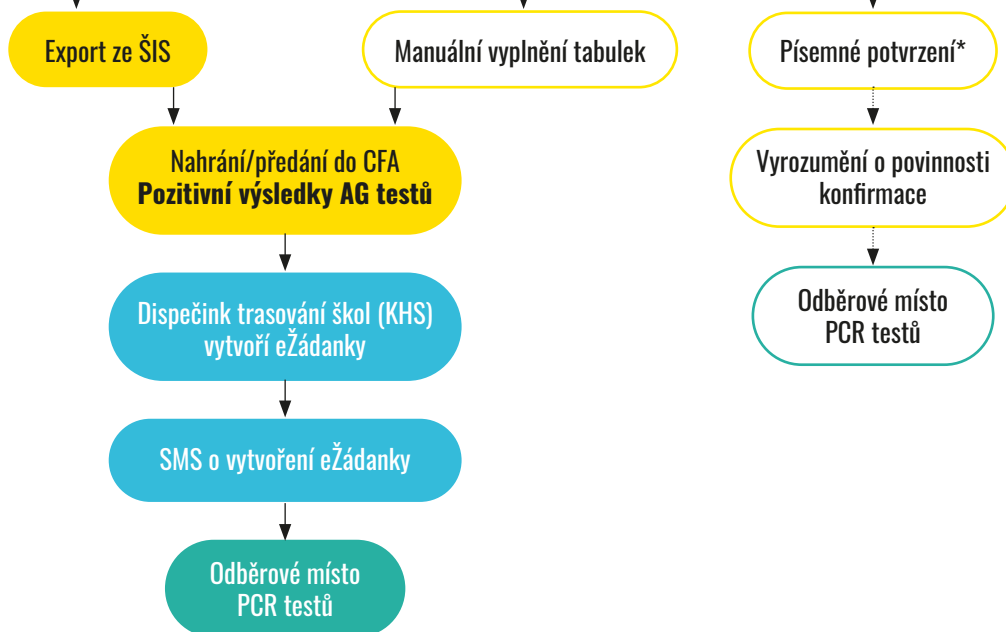 Export ze ŠIS
Manuální vyplnění tabulek
Písemné potvrzení*
Nahrání/předání do CFA
Pozitivní výsledky AG testů
Vyrozumění o povinnosti
konfirmace
Dispečink trasování škol (KHS)
vytvoří eŽádanky
Odběrové místo
PCR testů
SMS o vytvoření eŽádanky
Odběrové místo
PCR testů